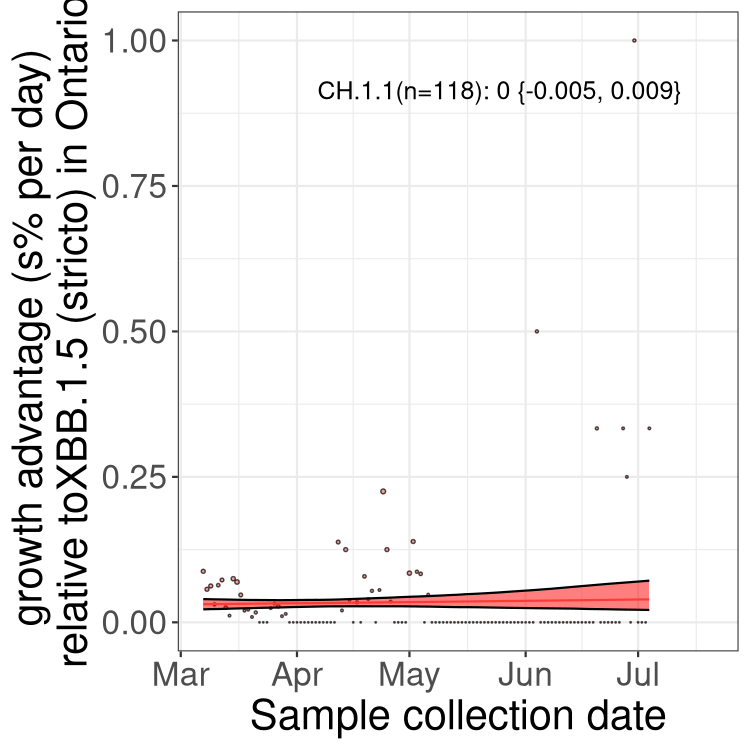 growth advantage (s% per day)
relative toXBB.1.5 (stricto) in Ontario
1.00
CH.1.1(n=118): 0 {-0.005, 0.009}
0.75
0.50
0.25
0.00
Mar Apr May Jun Jul
Sample collection date